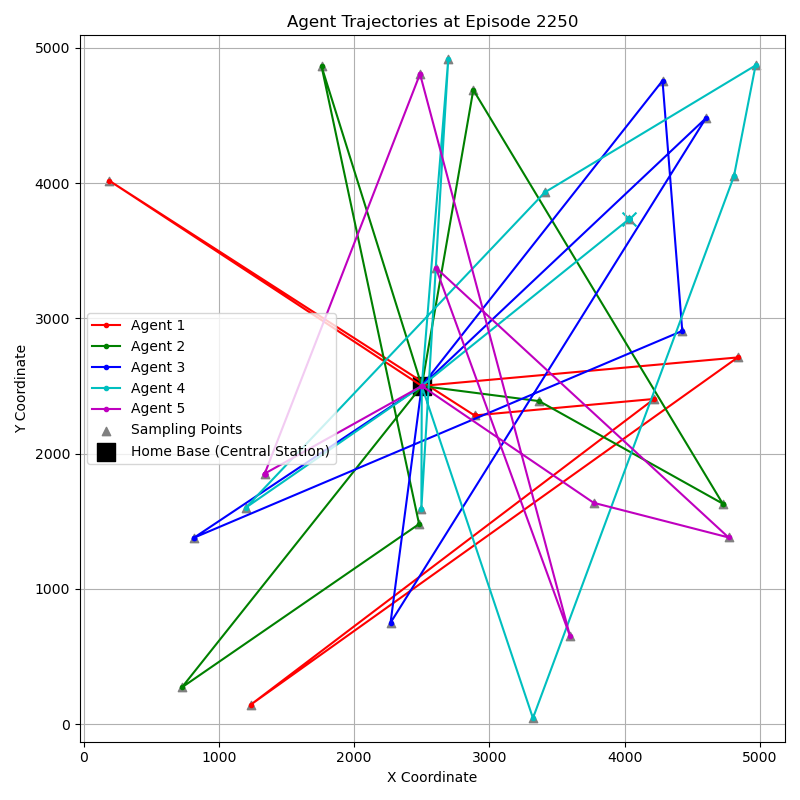 Agent Trajectories at Episode 2250
Y Coordinate
5000
4000
3000
2000
1000
0
Agent 1
Agent 2
Agent 3
Agent 4
Agent 5
Sampling Points
Home Base (Central Station)
0
1000
2000
3000
4000
5000
X Coordinate